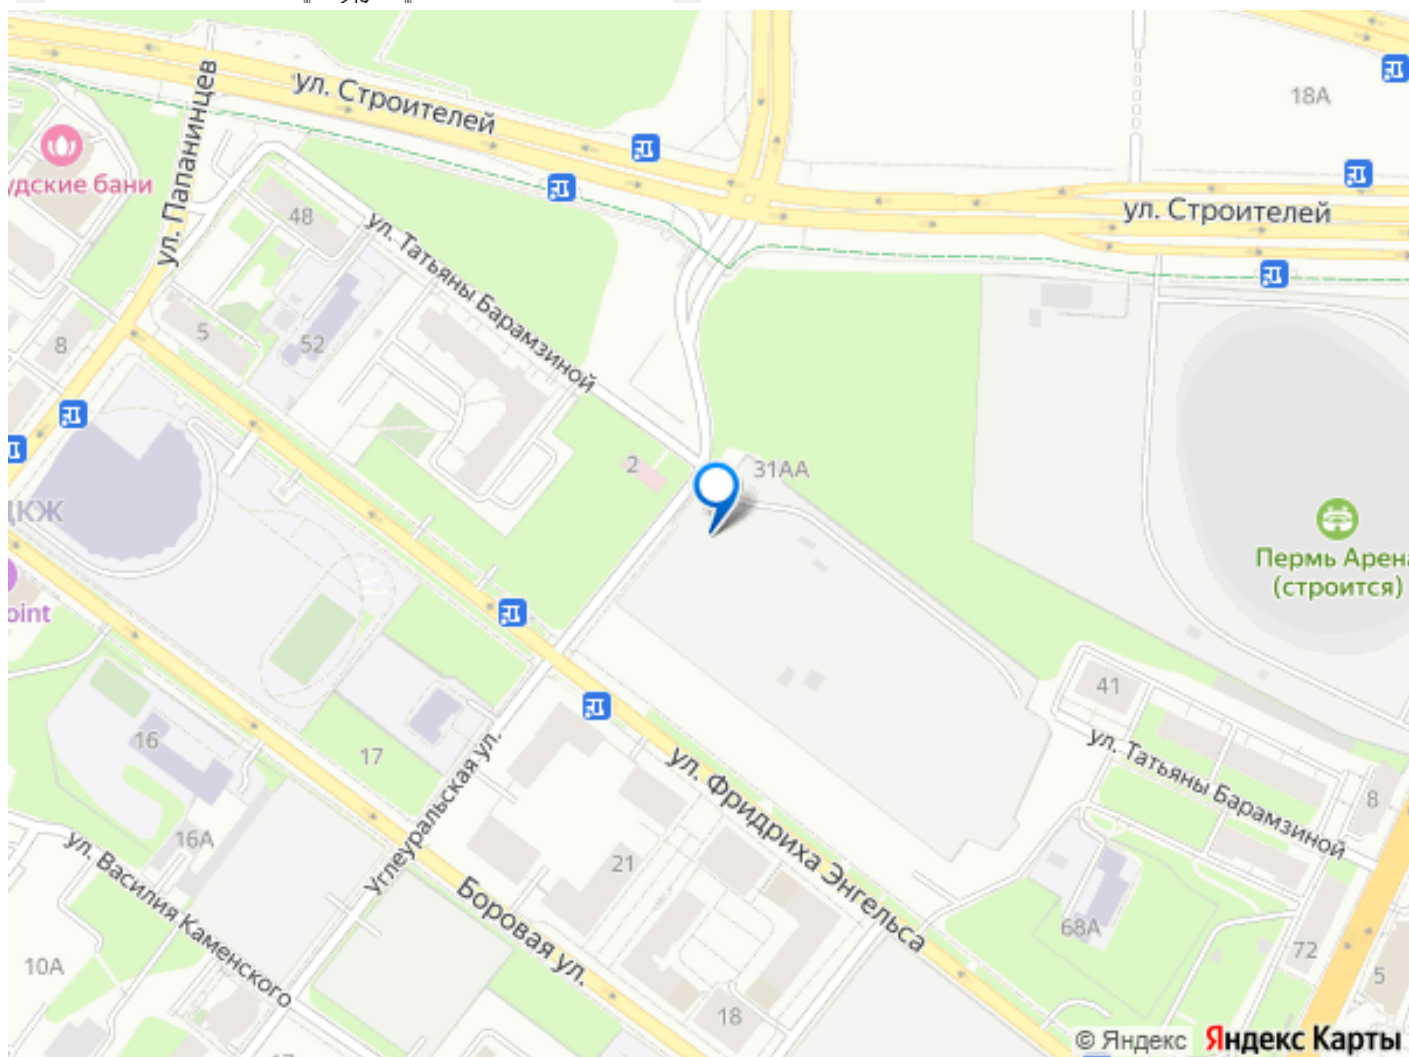 ул. Строителей
18А
ул. Папанинцев
удские бани
48
ул. Татьяны Барамзиной
ул. Строителей
5
52
8
2
31АА
ЦКЖ
Пермь Арена
(строится)
oint
41
16
17
Углеуральская ул.
ул. Фридриха Энгельса
ул. Татьяны Барамзиной
8
16А
ул. Василия Каменского
21
Боровая ул.
68А
72
10А
5
18
© Яндекс Яндекс Карты